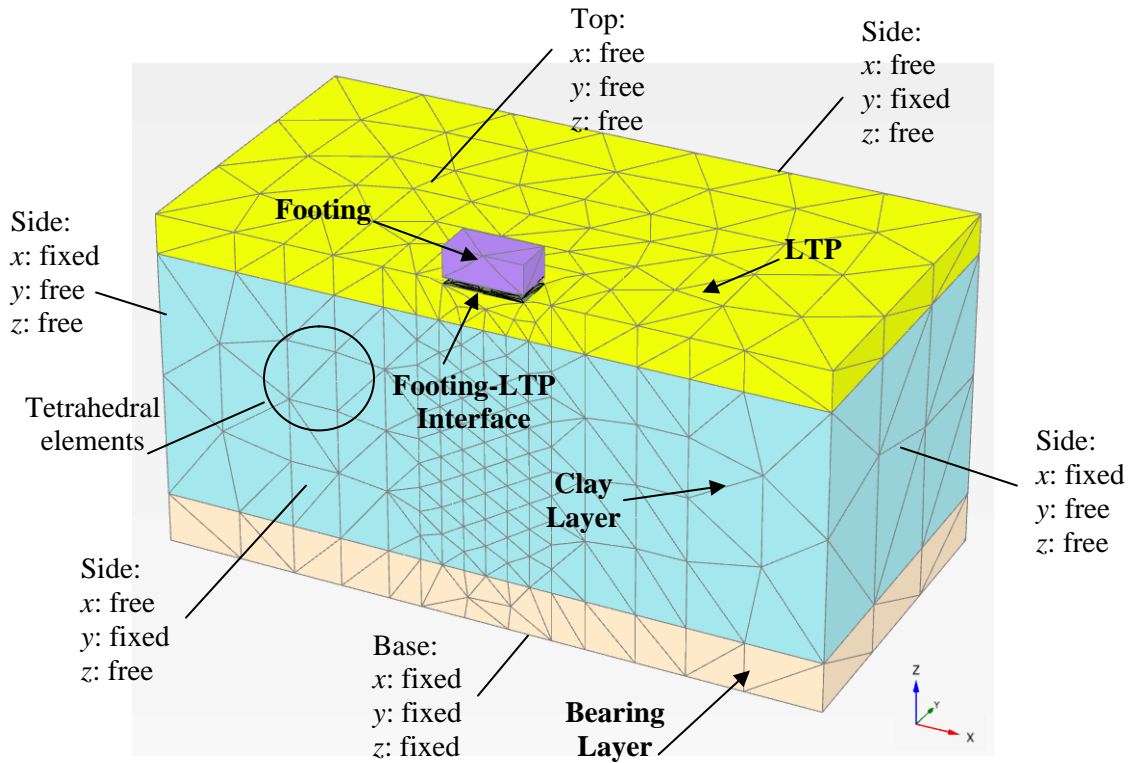 Top:
x: free
y: free
z: free
Side:
x: free
y: fixed
z: free
Footing
LTP
Side:
x: fixed
y: free
z: free
Footing-LTP
Interface
Tetrahedral
elements
Clay
Layer
Side:
x: fixed
y: free
z: free
Side:
x: free
y: fixed
z: free
Base:
x: fixed
y: fixed
z: fixed
Bearing
Layer
Z
Y
X